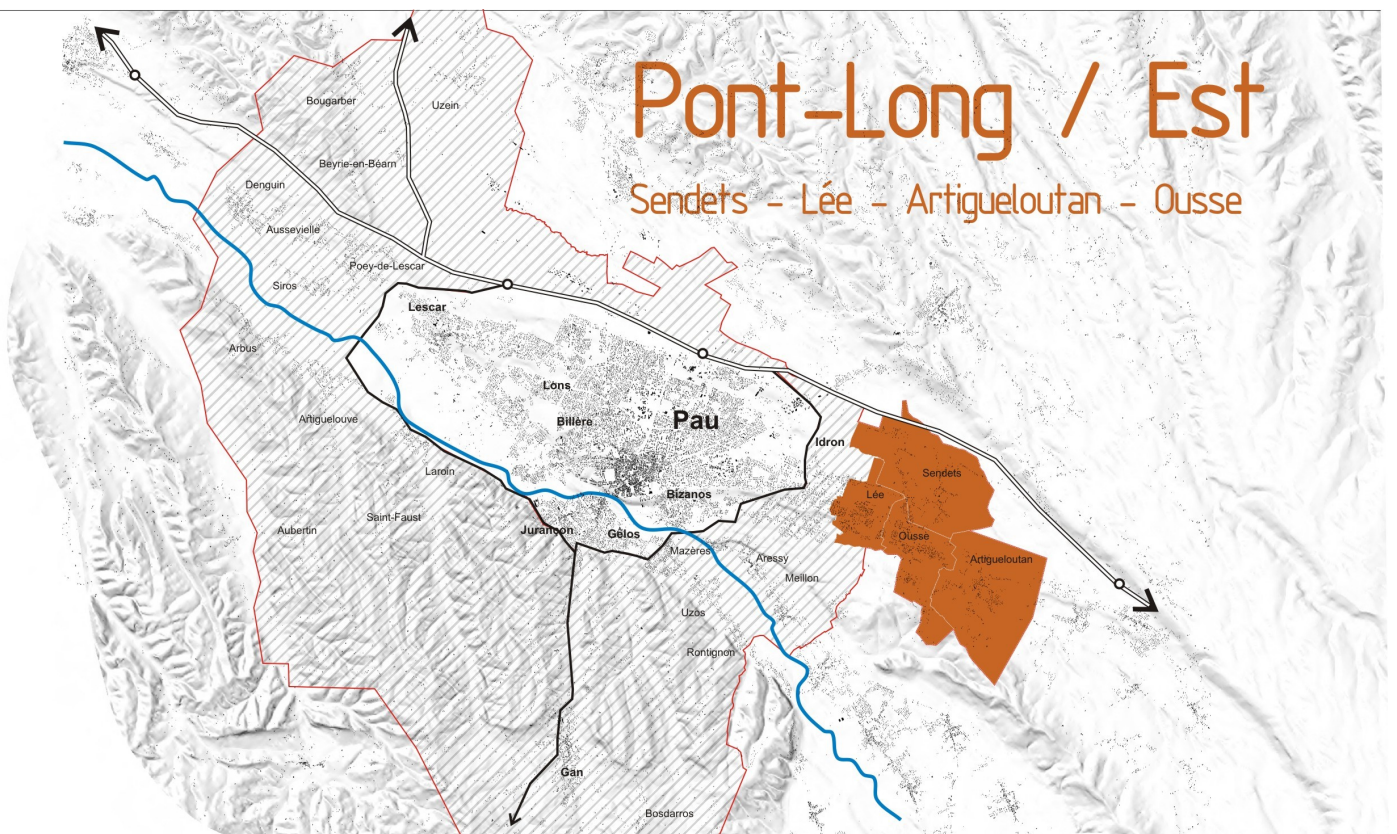 Pont-Long / Est
Sendets - Lée - Artigueloutan - Ousse
Bougarber
Uzein
Beyrie-en-Béarn
Denguin
Aussevielle
Poey-de-Lescar
Siros
Lescar
Arbus
Lons
Artiguelouve
Billère
Pau
Idron
Laroin
Sendets
Bizanos
Lée
Saint-Faust
Aubertin
Jurançon
Gélos
Ousse
Mazères
Aressy
Artigueloutan
Meillon
Uzos
Rontignon
Gan
Bosdarros